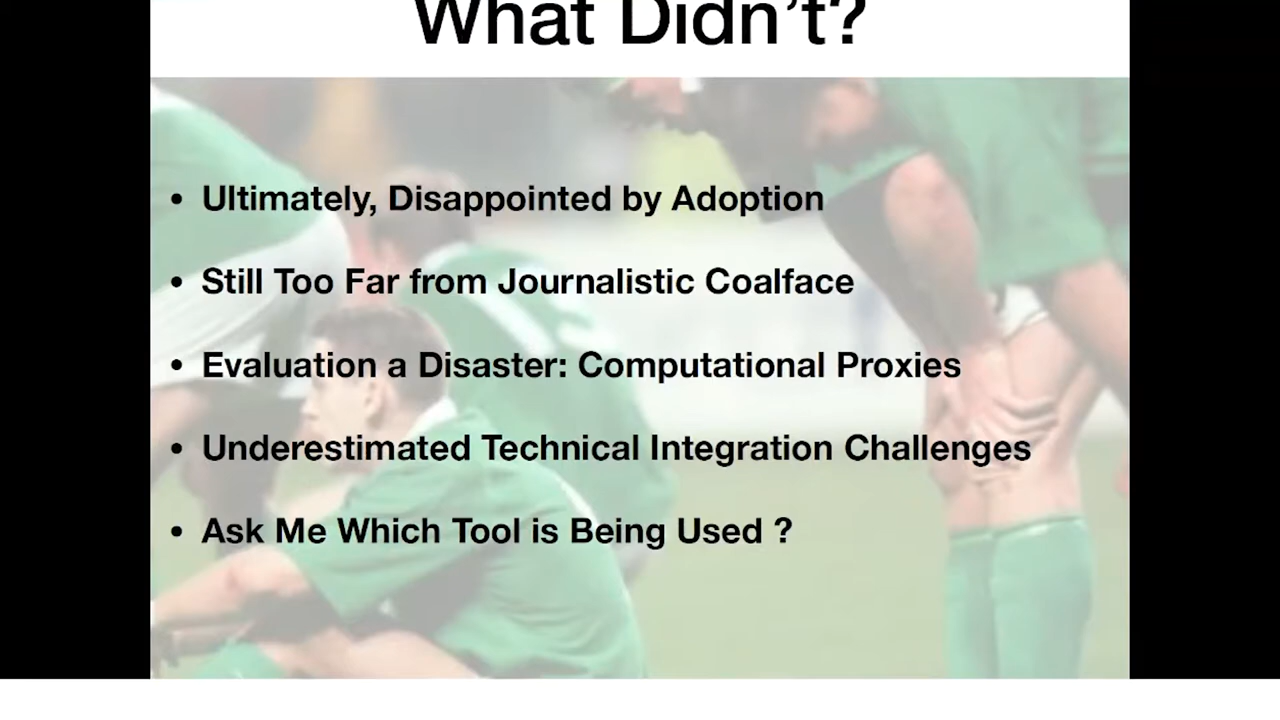 What Didn't?
• Ultimately, Disappointed by Adoption
• Still Too Far from Journalistic Coalface
• Evaluation a Disaster: Computational Proxies
• Underestimated Technical Integration Challenges
• Ask Me Which Tool is Being Used ?